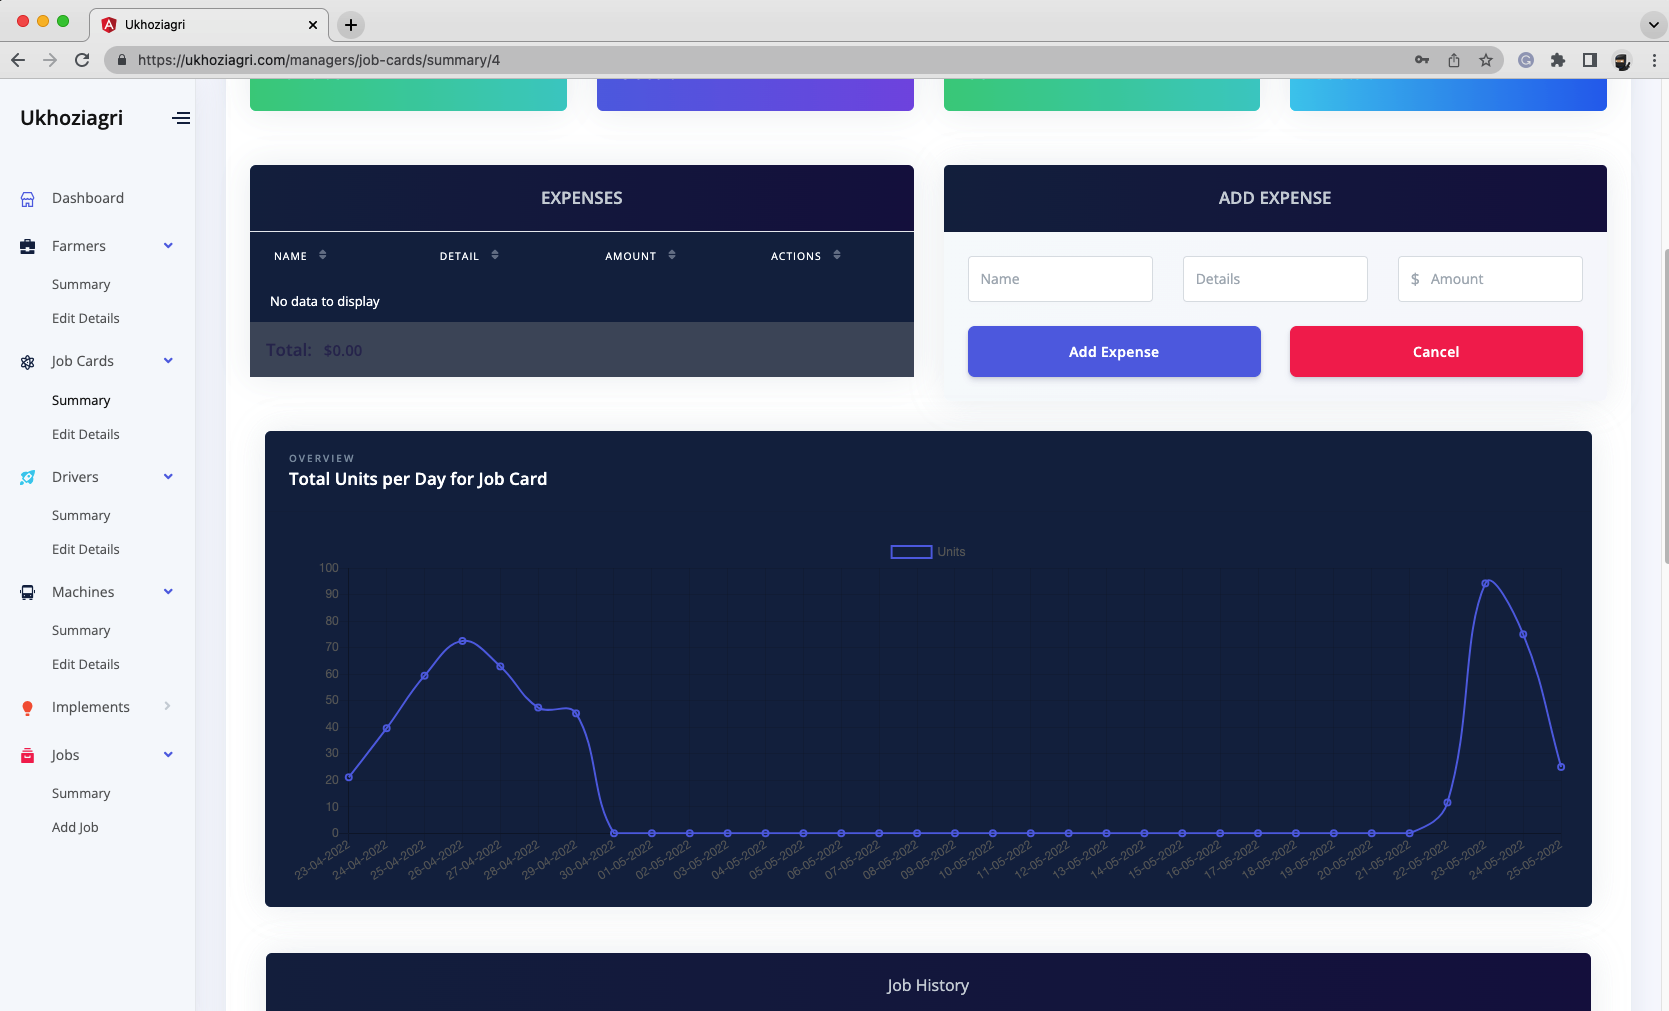 Ukhoziagri
https://ukhoziagri.com/managers/job-cards/summary/4
Ukhoziagri
Dashboard
Farmers
Summary
Edit Details
Job Cards
Summary
Edit Details
Drivers
Summary
Edit Details
Machines
Summary
Edit Details
Implements
Jobs
Summary
Add Job
EXPENSES
NAME DETAIL AMOUNT ACTIONS
No data to display
Total: $0.00
ADD EXPENSE
Name Details $ Amount
Add Expense Cancel
OVERVIEW
Total Units per Day for Job Card
Units
100
90
80
70
60
50
40
30
20
10
0
23-04-2022 24-04-2022 25-04-2022 26-04-2022 27-04-2022 28-04-2022 29-04-2022 30-04-2022 01-05-2022 02-05-2022 03-05-2022 04-05-2022 05-05-2022 06-05-2022 07-05-2022 08-05-2022 09-05-2022 10-05-2022 11-05-2022 12-05-2022 13-05-2022 14-05-2022 15-05-2022 16-05-2022 17-05-2022 18-05-2022 19-05-2022 20-05-2022 21-05-2022 22-05-2022 23-05-2022 24-05-2022 25-05-2022
Job History